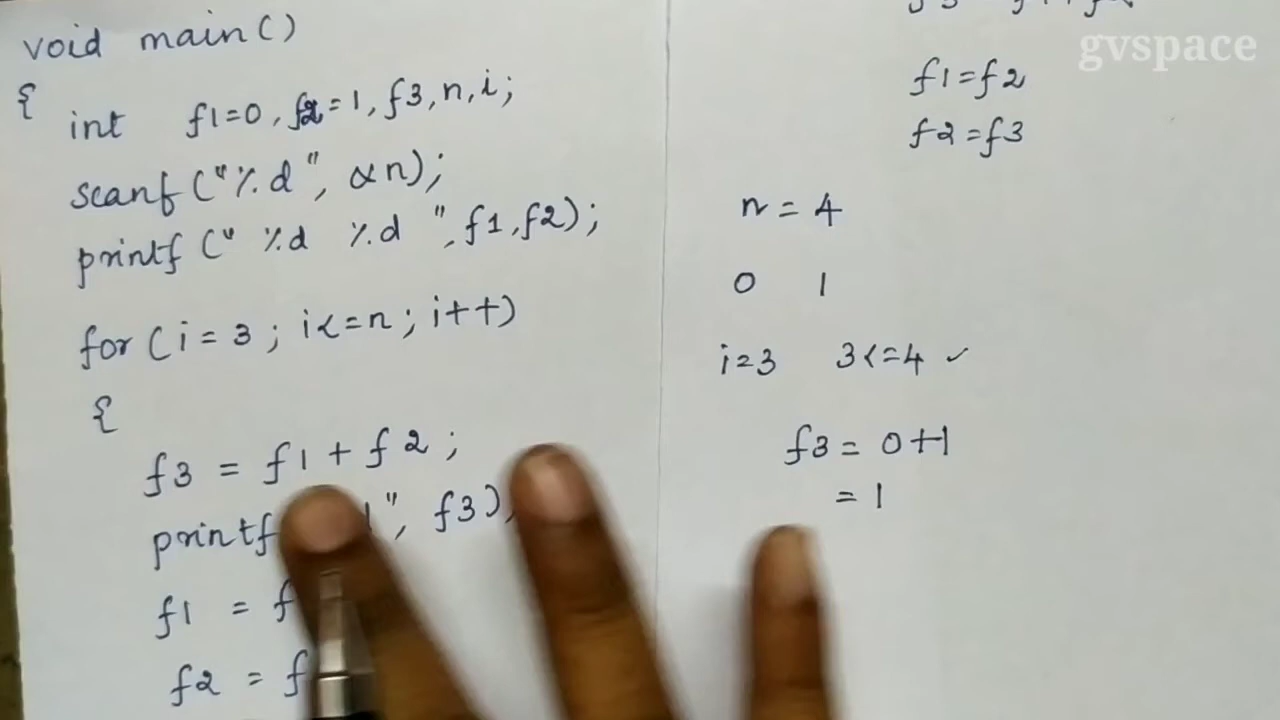 void main()
{
int f1=0, f2=1, f3, n, i;
scanf("%d", &n);
printf(" %d %d ", f1, f2);
for (i = 3 ; i<=n ; i++)
{
f3 = f1 + f2 ;
printf ", f3)
f1 =
f2 =
gvspace
f1=f2
f2=f3
n = 4
0 1
i=3 3<=4 ✓
f3 = 0+1
= 1